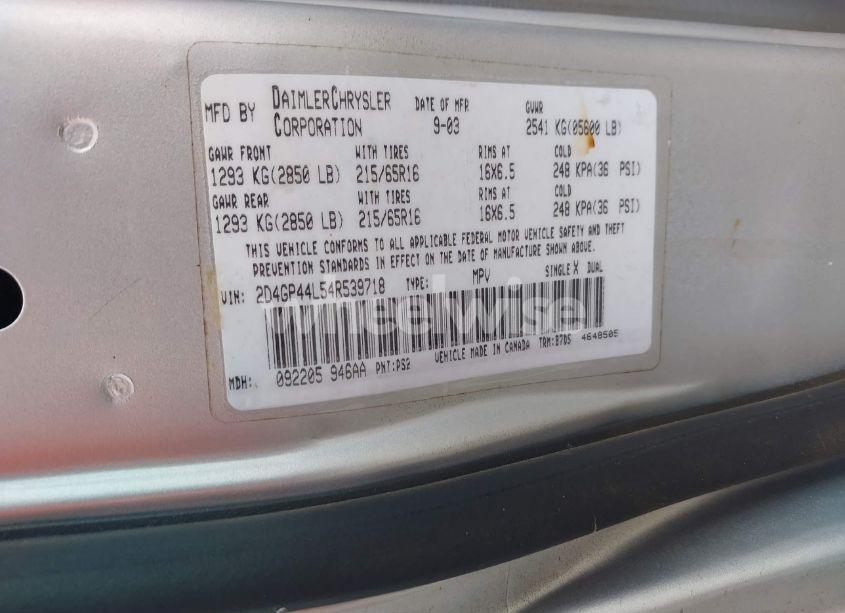 MFD BY DAIMLERCHRYSLER CORPORATION DATE OF MFR 9-03 GVWR 2541 KG(05600 LB)
GAWR FRONT WITH TIRES RIMS AT COLD
1293 KG(2850 LB) 215/65R16 16X6.5 248 KPA(36 PSI)
GAWR REAR WITH TIRES RIMS AT COLD
1293 KG(2850 LB) 215/65R16 16X6.5 248 KPA(36 PSI)
THIS VEHICLE CONFORMS TO ALL APPLICABLE FEDERAL MOTOR VEHICLE SAFETY AND THEFT
PREVENTION STANDARDS IN EFFECT ON THE DATE OF MANUFACTURE SHOWN ABOVE.
VIN: 2D4GP44L54R539718 TYPE: MPV SINGLE X DUAL
wheelwise
MDH: 092205 946AA PNT:PS2 VEHICLE MADE IN CANADA TRM:B7D5 4648505